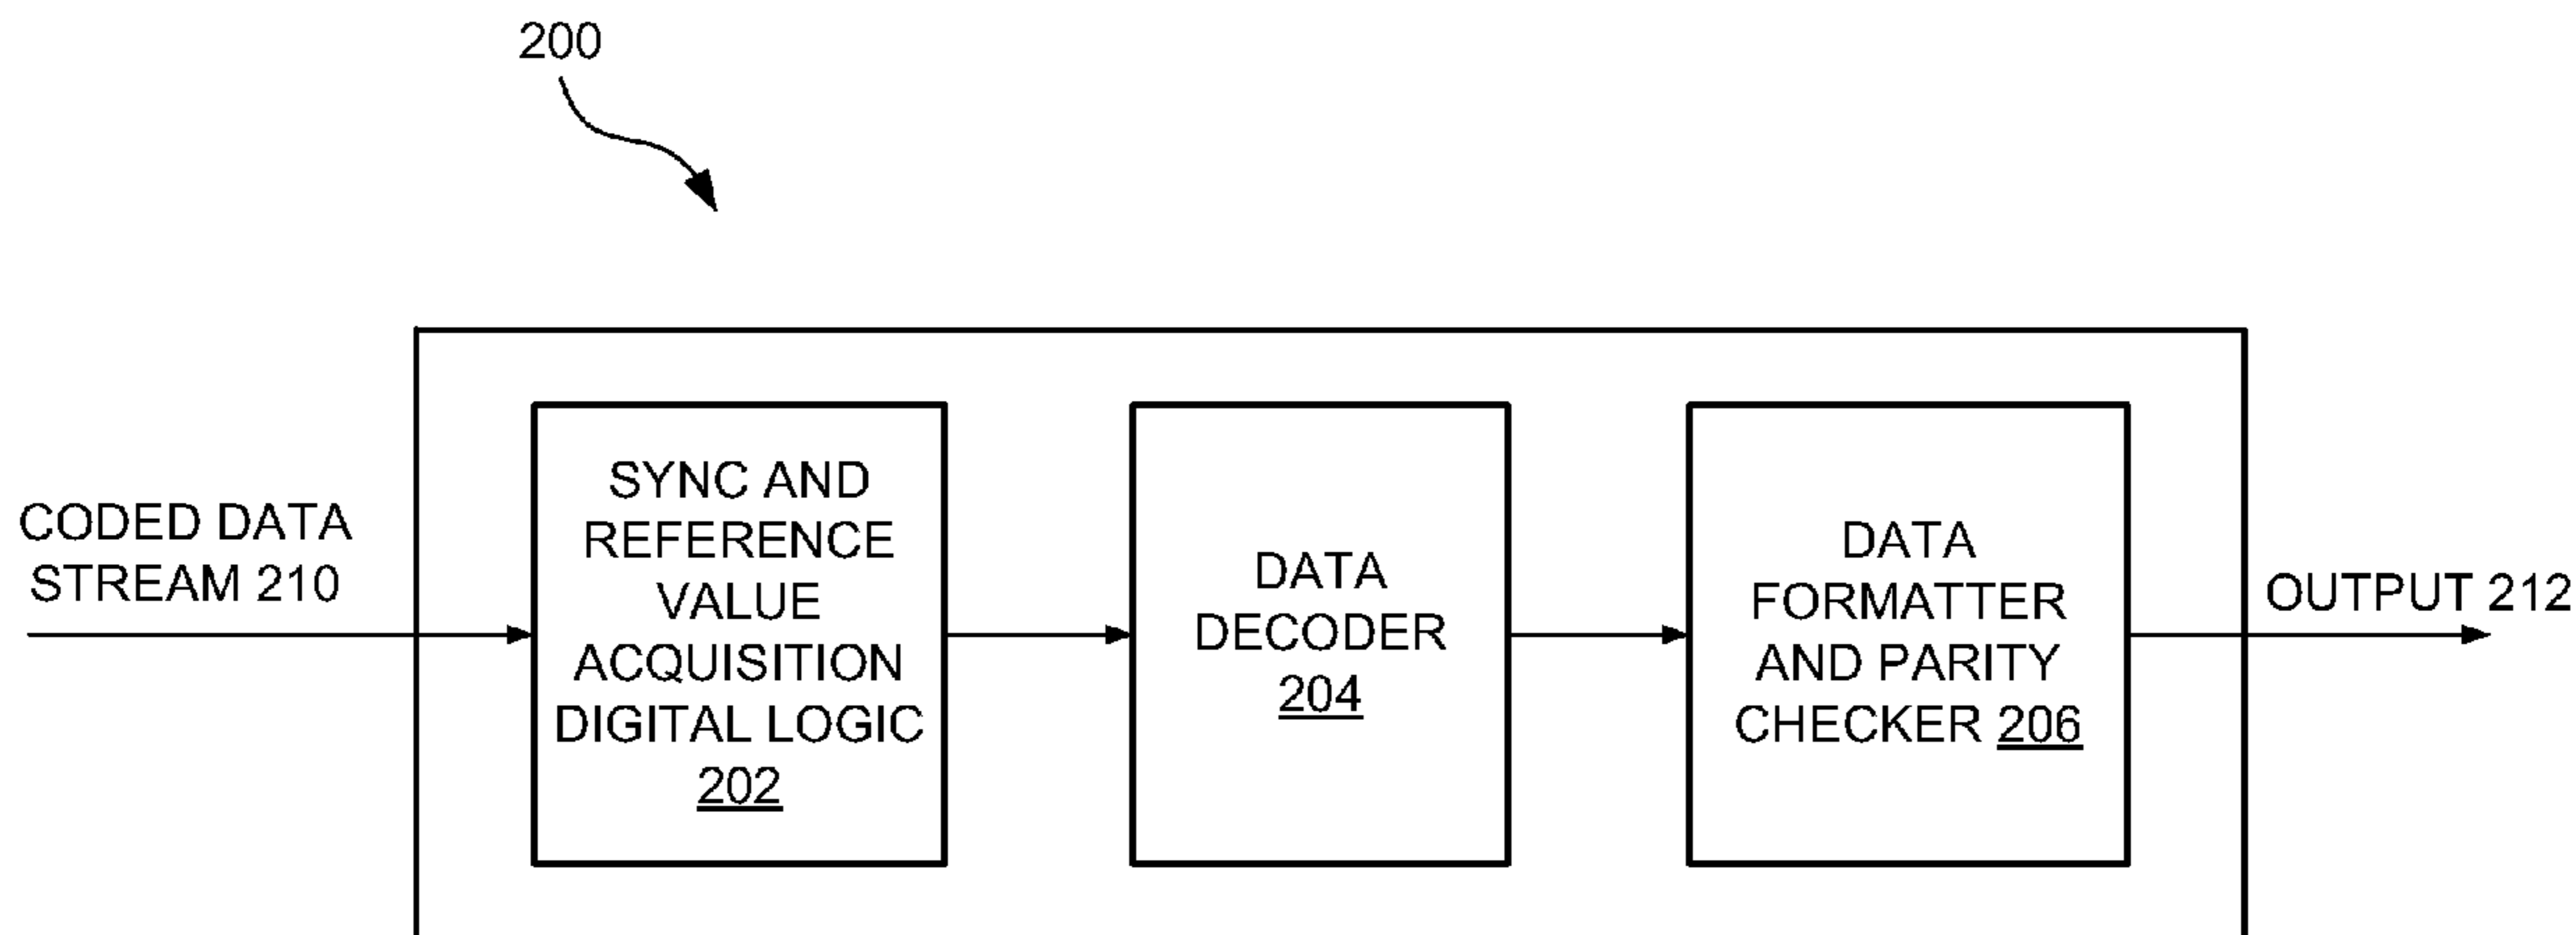 200
CODED DATA
STREAM 210
SYNC AND
REFERENCE
VALUE
ACQUISITION
DIGITAL LOGIC
202
DATA
DECODER
204
DATA
FORMATTER
AND PARITY
CHECKER 206
OUTPUT 212